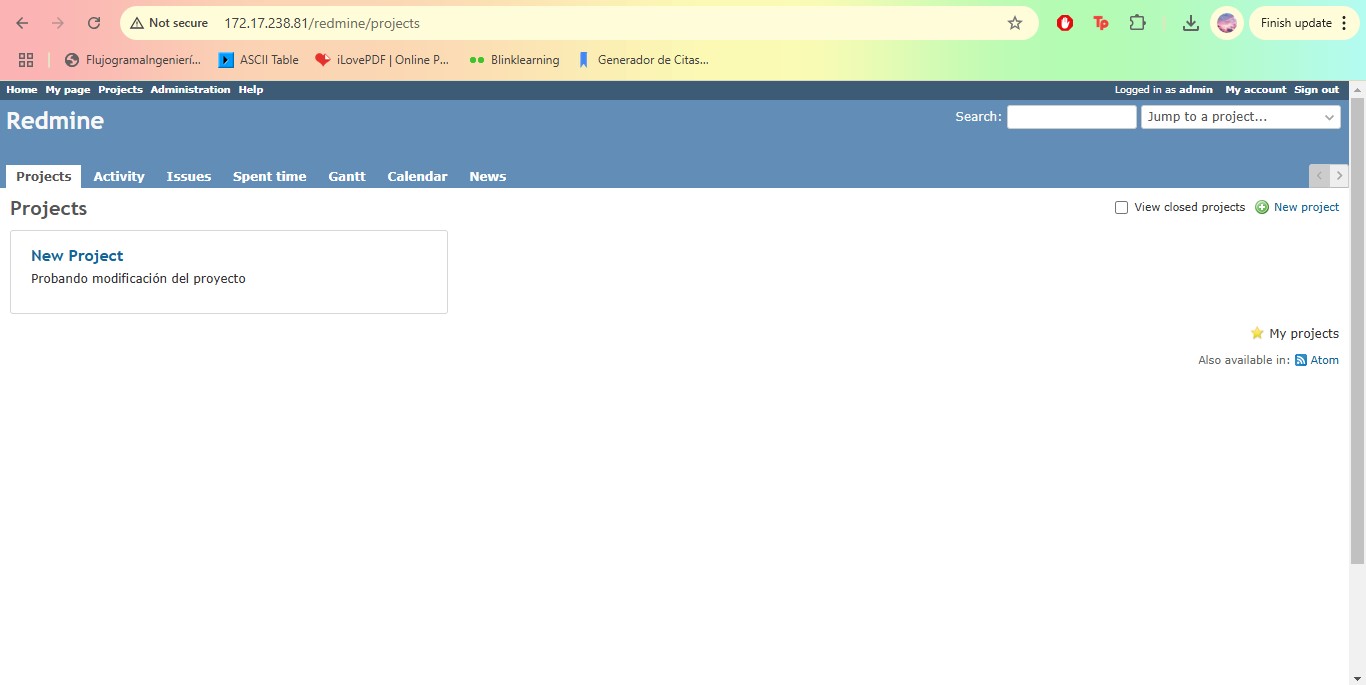 Not secure 172.17.238.81/redmine/projects Finish update
FlujogramaIngenierí... ASCII Table iLovePDF | Online P... Blinklearning Generador de Citas...
Home My page Projects Administration Help Logged in as admin My account Sign out
Redmine Search: Jump to a project...
Projects Activity Issues Spent time Gantt Calendar News
Projects View closed projects New project
New Project
Probando modificación del proyecto
My projects
Also available in: Atom